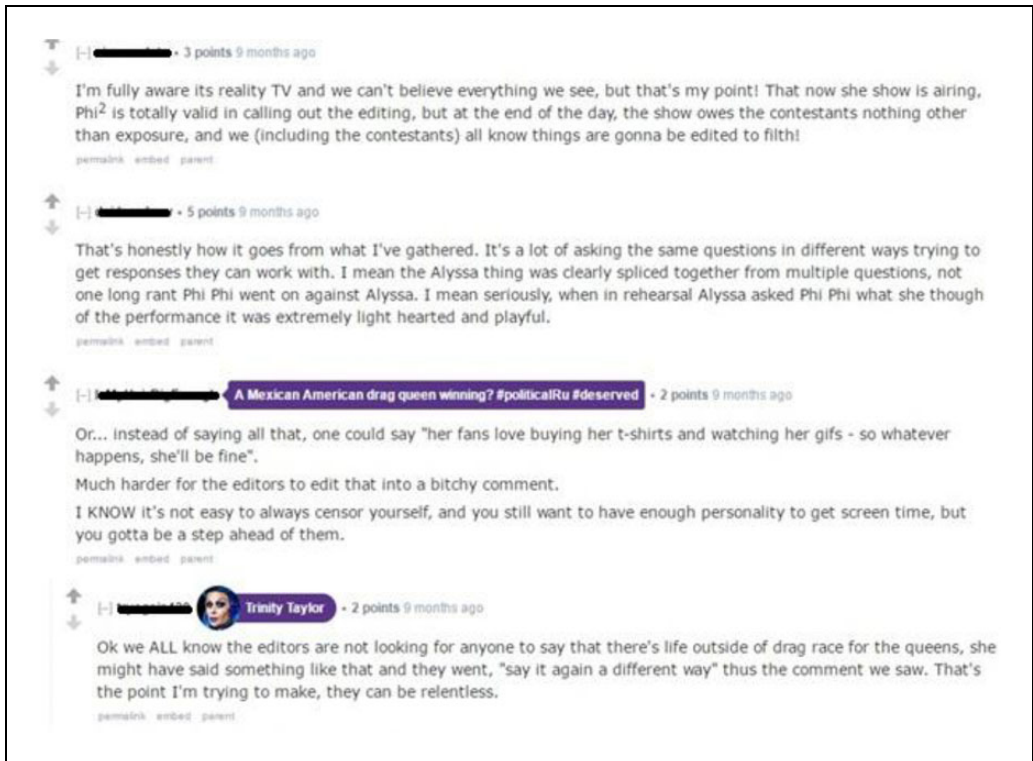 [-] • 3 points 9 months ago
I'm fully aware its reality TV and we can't believe everything we see, but that's my point! That now she show is airing,
Phi² is totally valid in calling out the editing, but at the end of the day, the show owes the contestants nothing other
than exposure, and we (including the contestants) all know things are gonna be edited to filth!
permalink embed parent
[-] • 5 points 9 months ago
That's honestly how it goes from what I've gathered. It's a lot of asking the same questions in different ways trying to
get responses they can work with. I mean the Alyssa thing was clearly spliced together from multiple questions, not
one long rant Phi Phi went on against Alyssa. I mean seriously, when in rehearsal Alyssa asked Phi Phi what she though
of the performance it was extremely light hearted and playful.
permalink embed parent
[-] A Mexican American drag queen winning? #politicalRu #deserved • 2 points 9 months ago
Or... instead of saying all that, one could say "her fans love buying her t-shirts and watching her gifs - so whatever
happens, she'll be fine".
Much harder for the editors to edit that into a bitchy comment.
I KNOW it's not easy to always censor yourself, and you still want to have enough personality to get screen time, but
you gotta be a step ahead of them.
permalink embed parent
[-] Trinity Taylor • 2 points 9 months ago
Ok we ALL know the editors are not looking for anyone to say that there's life outside of drag race for the queens, she
might have said something like that and they went, "say it again a different way" thus the comment we saw. That's
the point I'm trying to make, they can be relentless.
permalink embed parent